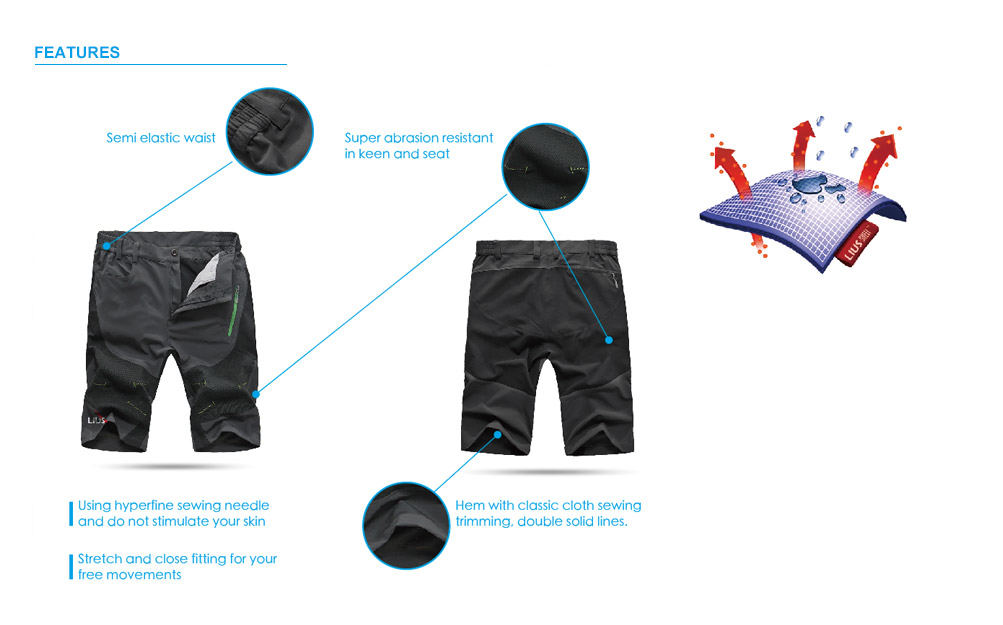 FEATURES
Semi elastic waist
Super abrasion resistant
in keen and seat
LIUS
LIUS
Using hyperfine sewing needle
and do not stimulate your skin
Stretch and close fitting for your
free movements
Hem with classic cloth sewing
trimming, double solid lines.